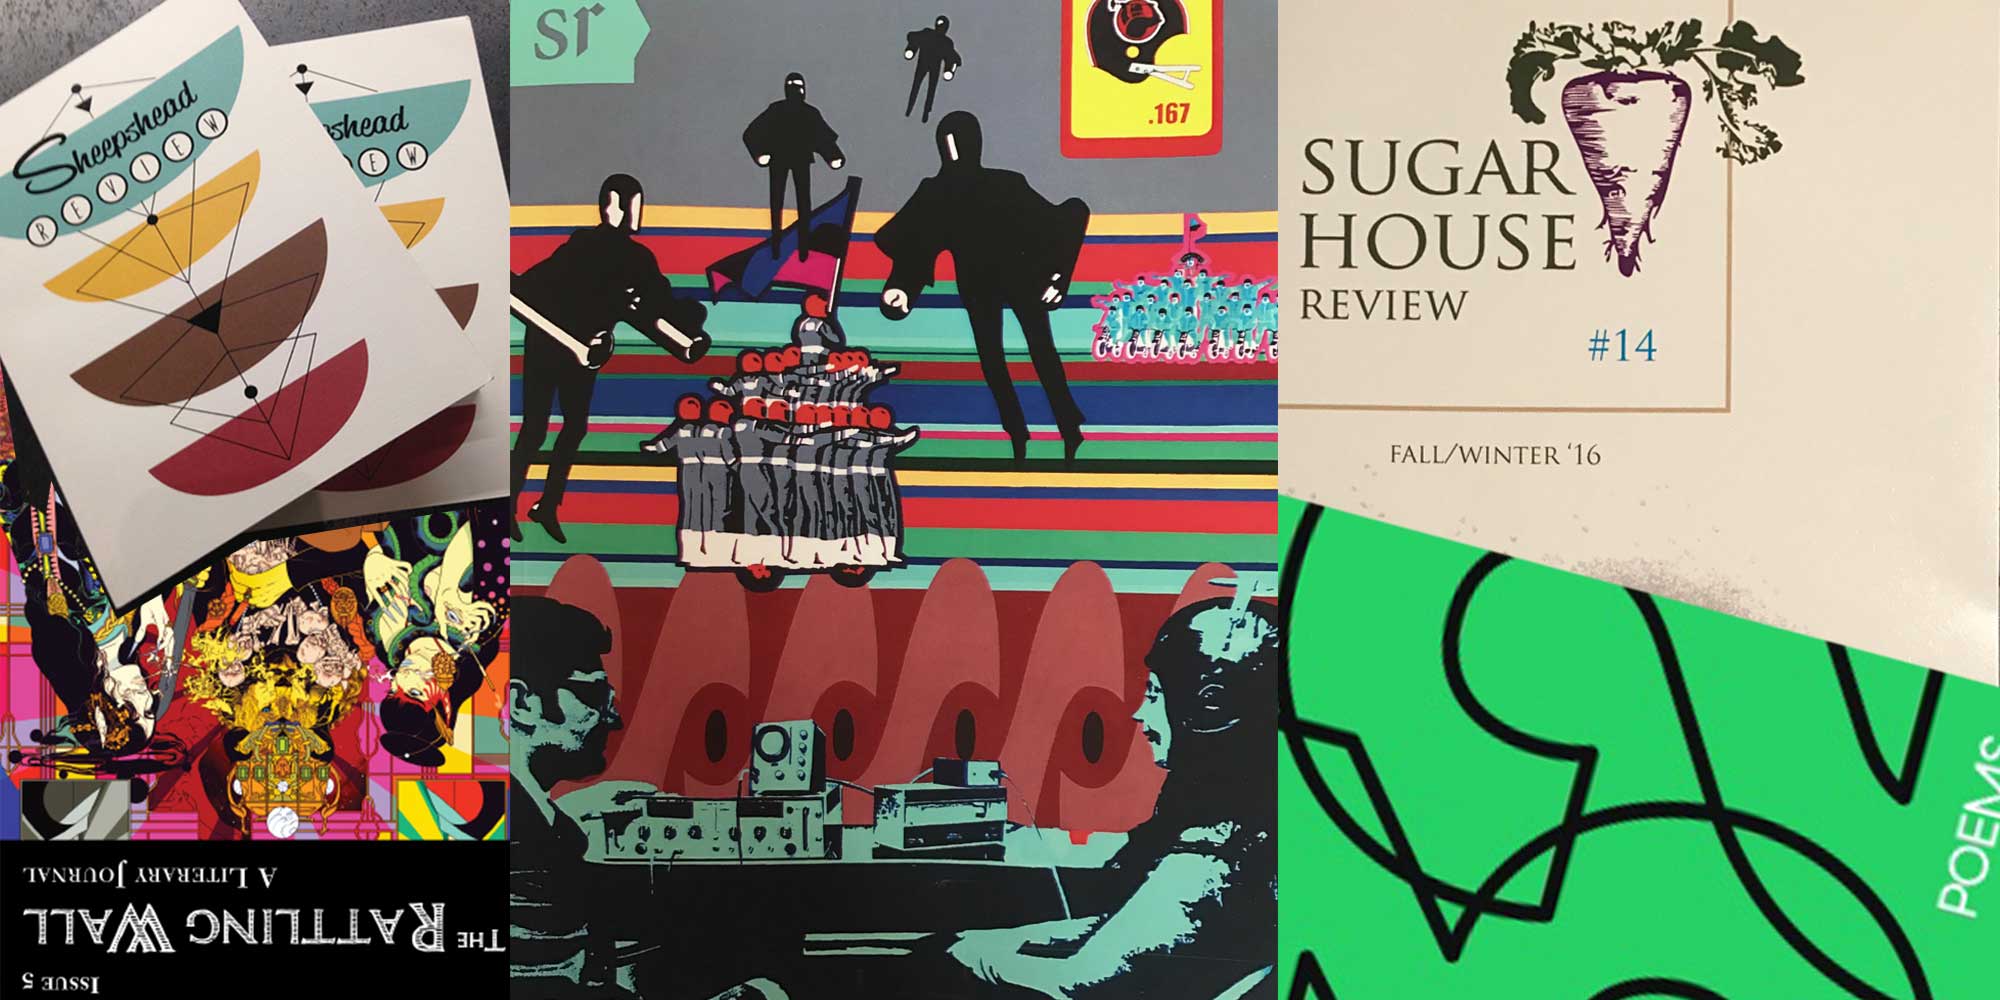 Sheepshead
REVIEW
pshead
EW
THE RATTLING WALL
A LITERARY JOURNAL
ISSUE 5
sr
.167
SUGAR
HOUSE
REVIEW
#14
FALL/WINTER ‘16
POEMS